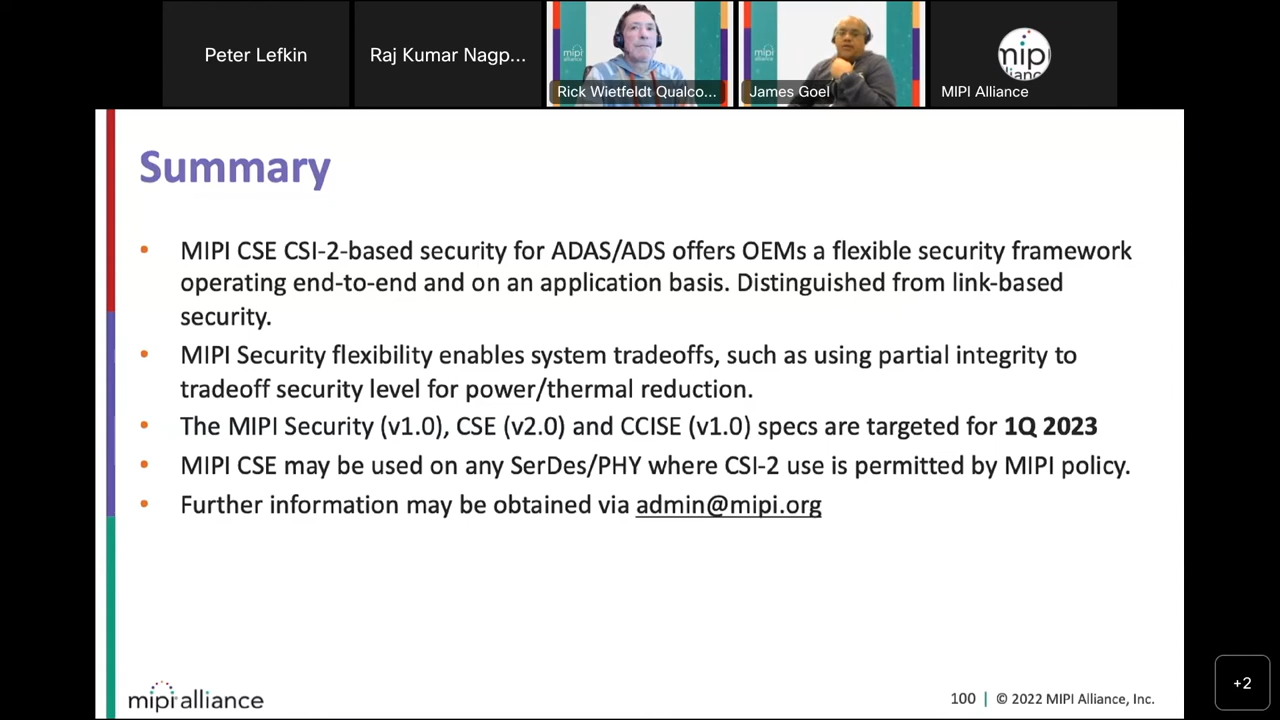 Peter Lefkin
Raj Kumar Nagp...
mipi
alliance
Rick Wietfeldt Qualco...
mipi
James Goel
mip
lliance
MIPI Alliance
Summary
• MIPI CSE CSI-2-based security for ADAS/ADS offers OEMs a flexible security framework
operating end-to-end and on an application basis. Distinguished from link-based
security.
• MIPI Security flexibility enables system tradeoffs, such as using partial integrity to
tradeoff security level for power/thermal reduction.
• The MIPI Security (v1.0), CSE (v2.0) and CCISE (v1.0) specs are targeted for 1Q 2023
• MIPI CSE may be used on any SerDes/PHY where CSI-2 use is permitted by MIPI policy.
• Further information may be obtained via admin@mipi.org
mipi alliance
100 | © 2022 MIPI Alliance, Inc.
+2